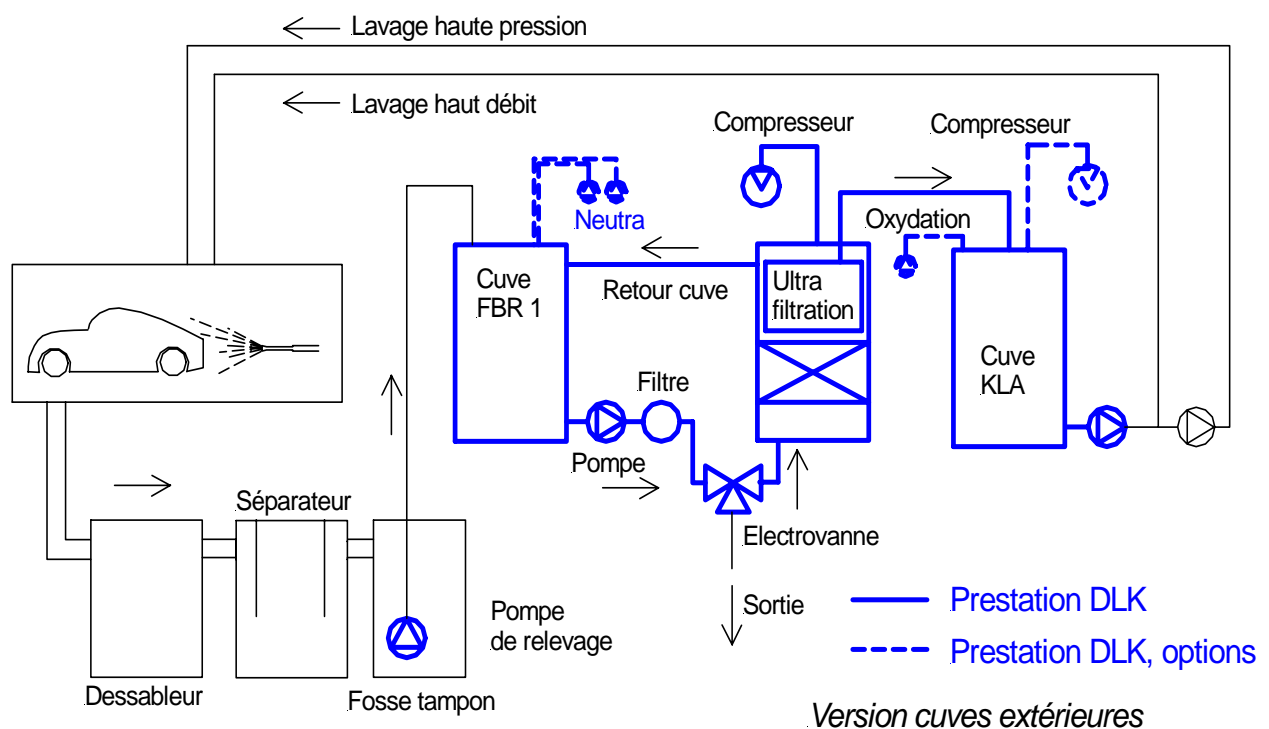 Lavage haute pression
Lavage haut débit
Compresseur
Compresseur
Neutra
Oxydation
Cuve
FBR 1
Retour cuve
Ultra
filtration
Cuve
KLA
Filtre
Pompe
Séparateur
Electrovanne
Sortie
Pompe
de relevage
Dessableur
Fosse tampon
Prestation DLK
Prestation DLK, options
Version cuves extérieures